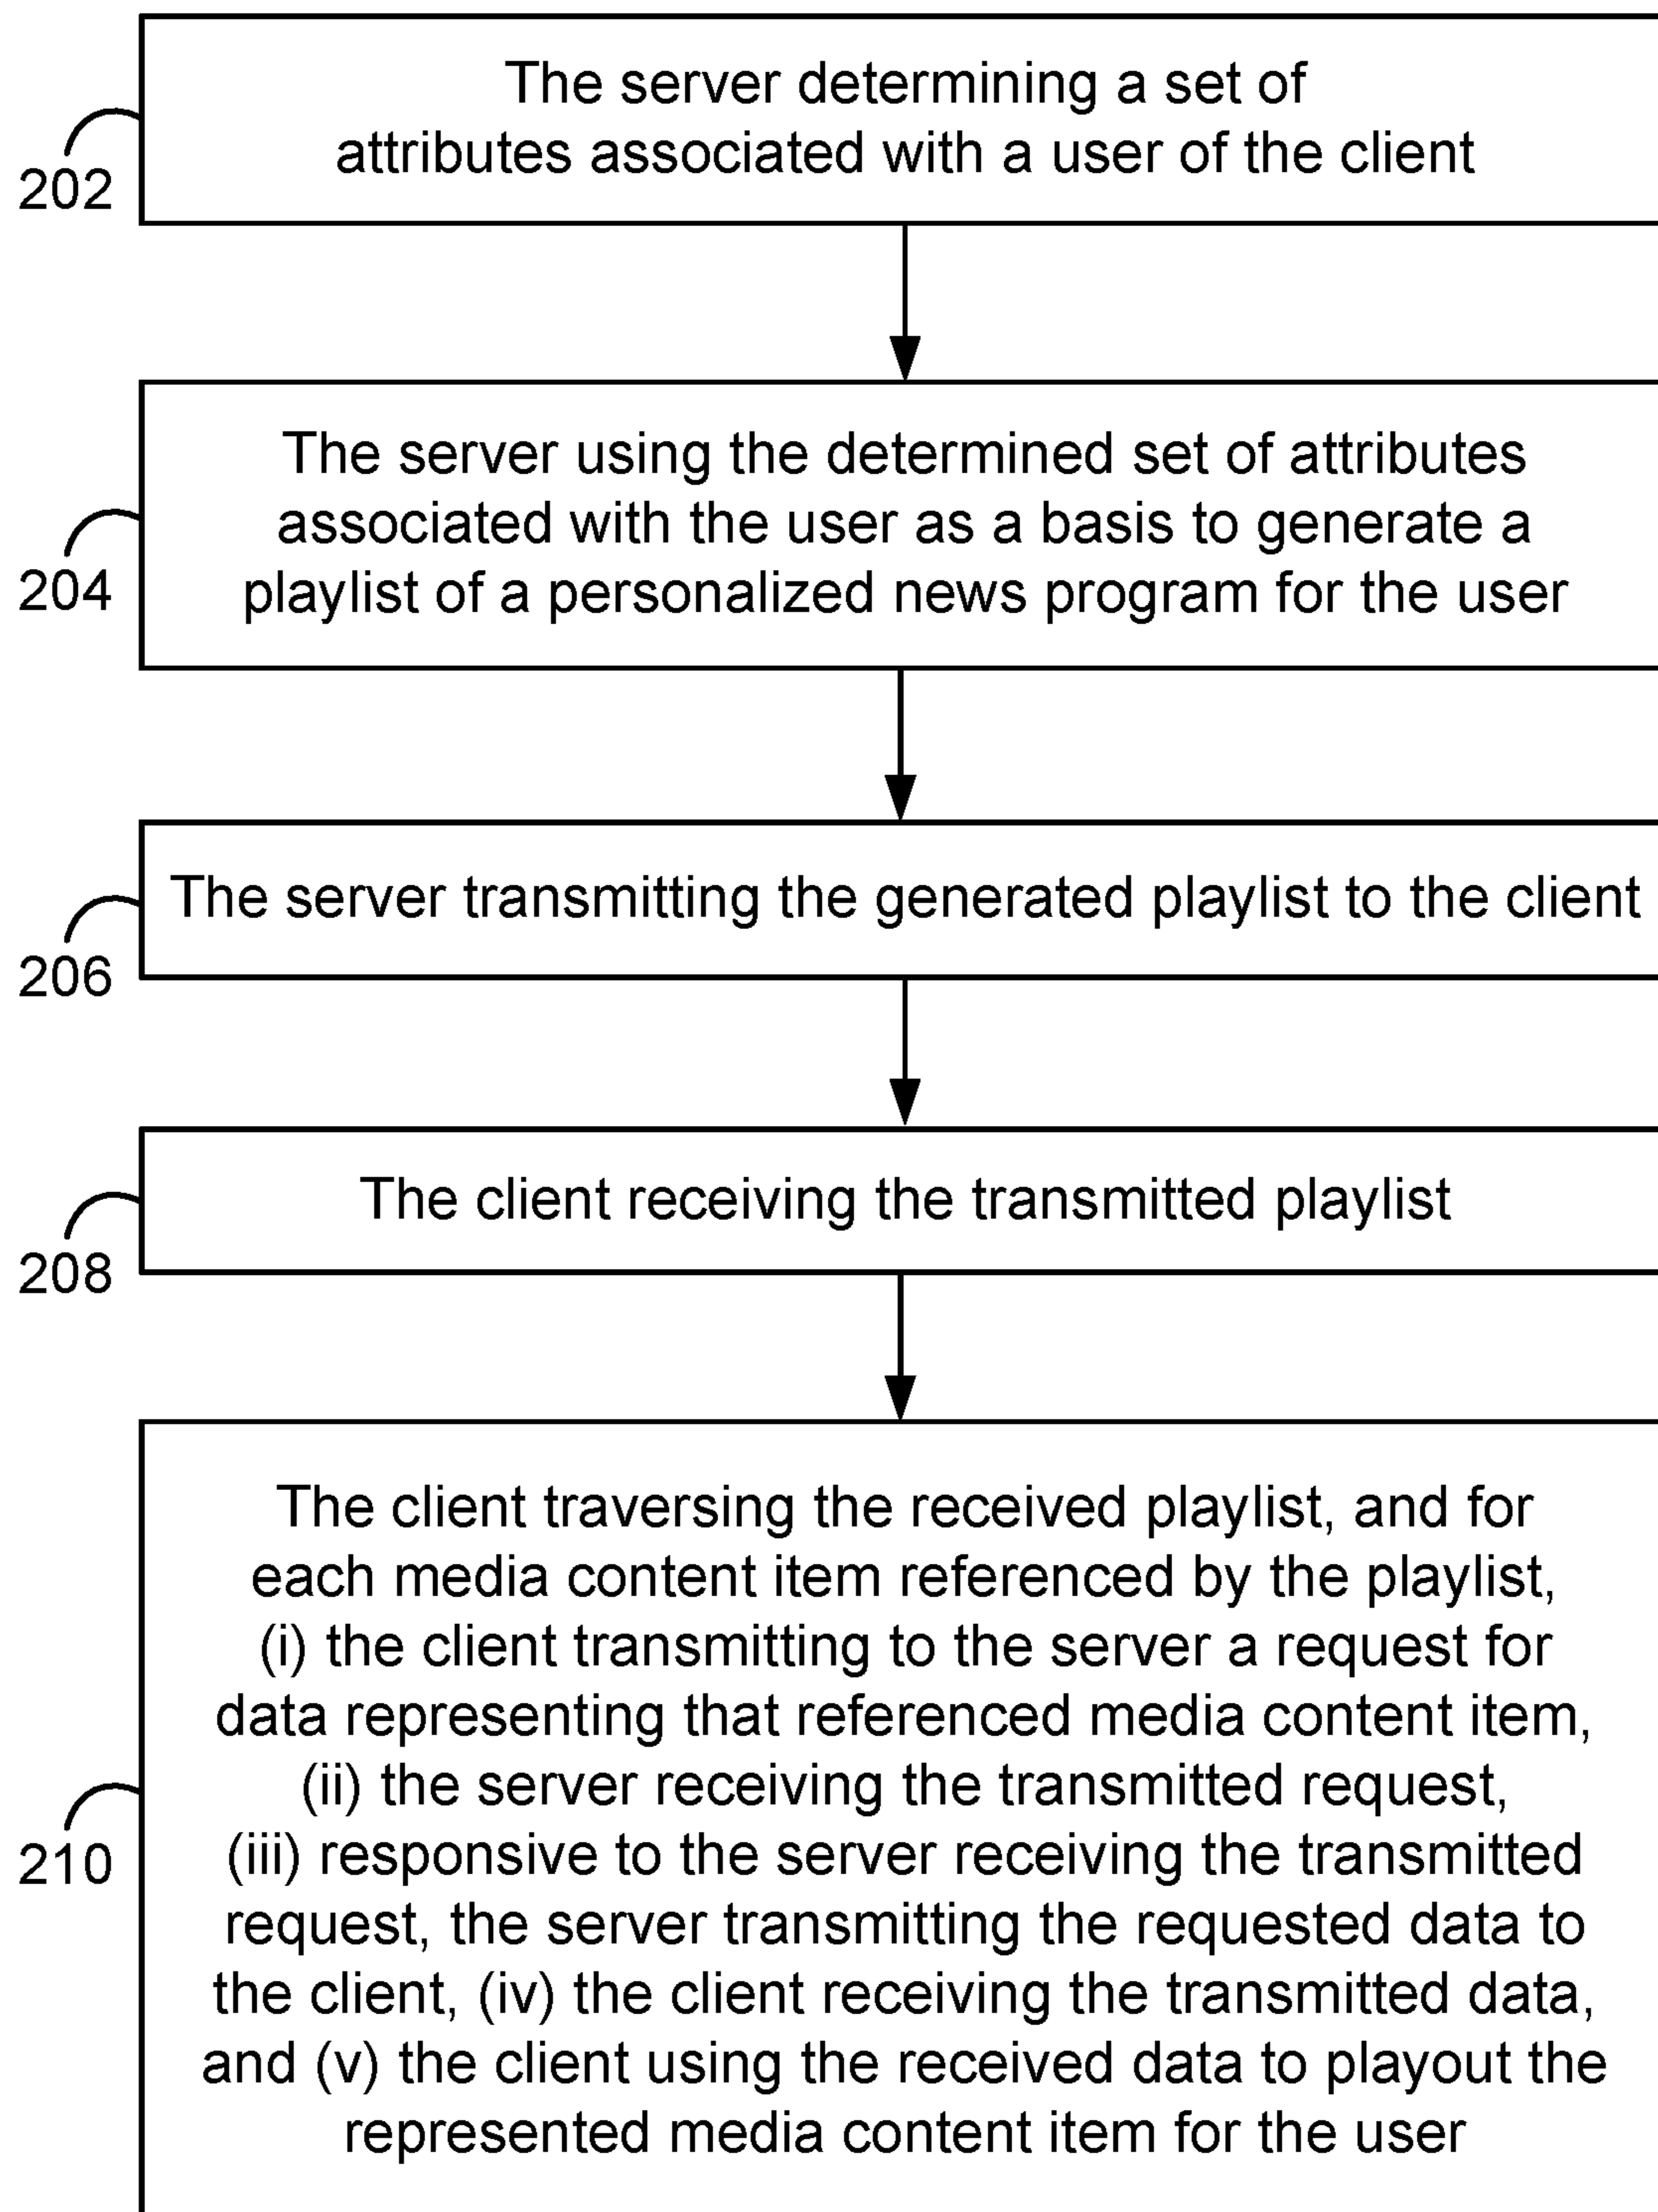 The server determining a set of
attributes associated with a user of the client
202
The server using the determined set of attributes
associated with the user as a basis to generate a
playlist of a personalized news program for the user
204
The server transmitting the generated playlist to the client
206
The client receiving the transmitted playlist
208
The client traversing the received playlist, and for
each media content item referenced by the playlist,
(i) the client transmitting to the server a request for
data representing that referenced media content item,
(ii) the server receiving the transmitted request,
(iii) responsive to the server receiving the transmitted
request, the server transmitting the requested data to
the client, (iv) the client receiving the transmitted data,
and (v) the client using the received data to playout the
represented media content item for the user
210